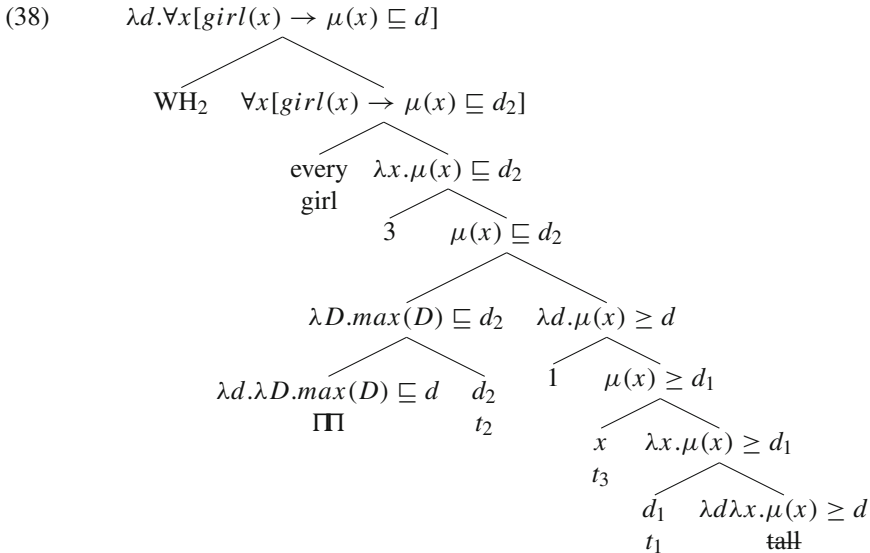 (38) λd.∀x[girl(x) → μ(x) ⊑ d]
WH₂ ∀x[girl(x) → μ(x) ⊑ d₂]
every λx.μ(x) ⊑ d₂
girl
3 μ(x) ⊑ d₂
λD.max(D) ⊑ d₂ λd.μ(x) ≥ d
λd.λD.max(D) ⊑ d d₂ 1 μ(x) ≥ d₁
Π t₂
x λx.μ(x) ≥ d₁
t₃
d₁ λdλx.μ(x) ≥ d
t₁ tall